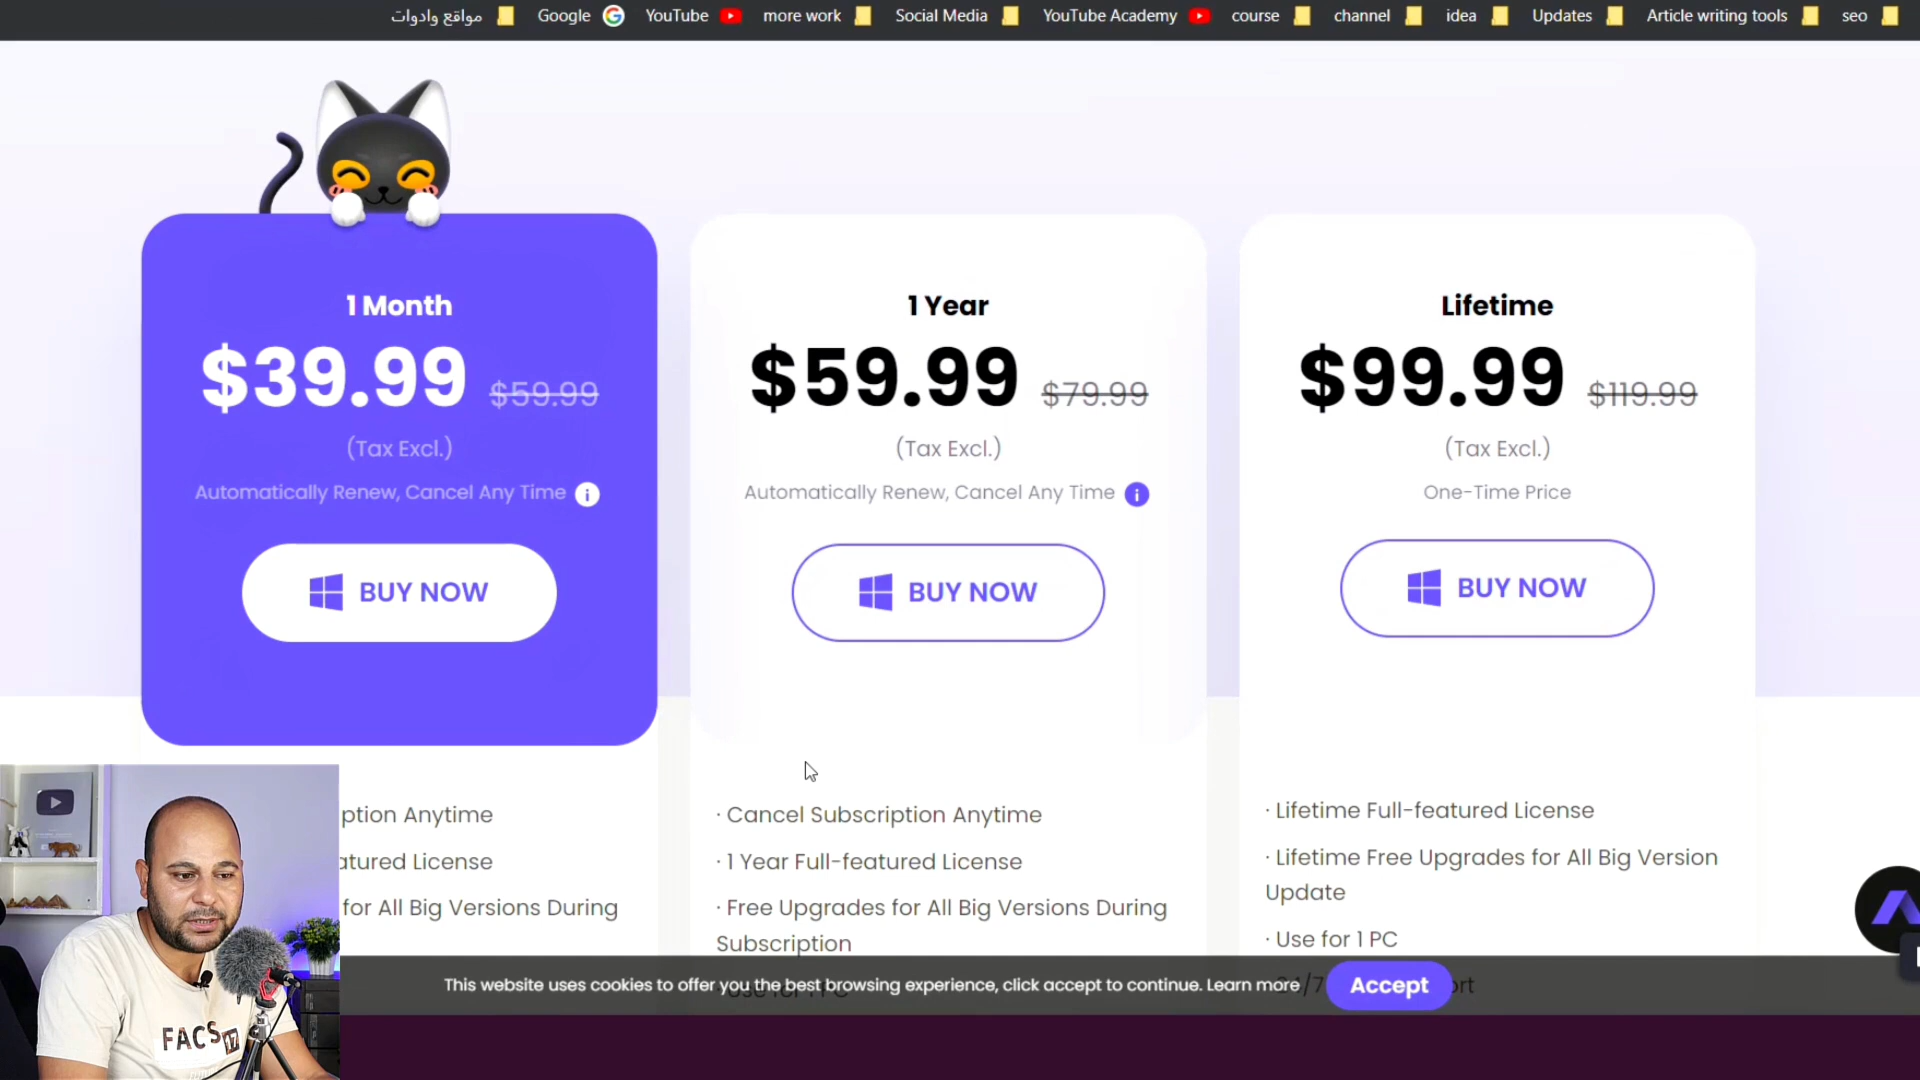 مواقع وادوات
Google
YouTube
more work
Social Media
YouTube Academy
course
channel
idea
Updates
Article writing tools
seo
1 Month
$39.99 $59.99
(Tax Excl.)
Automatically Renew, Cancel Any Time
BUY NOW
ption Anytime
atured License
for All Big Versions During
1 Year
$59.99 $79.99
(Tax Excl.)
Automatically Renew, Cancel Any Time
BUY NOW
· Cancel Subscription Anytime
· 1 Year Full-featured License
· Free Upgrades for All Big Versions During
Subscription
Lifetime
$99.99 $119.99
(Tax Excl.)
One-Time Price
BUY NOW
· Lifetime Full-featured License
· Lifetime Free Upgrades for All Big Version
Update
· Use for 1 PC
This website uses cookies to offer you the best browsing experience, click accept to continue. Learn more
Accept
FACS